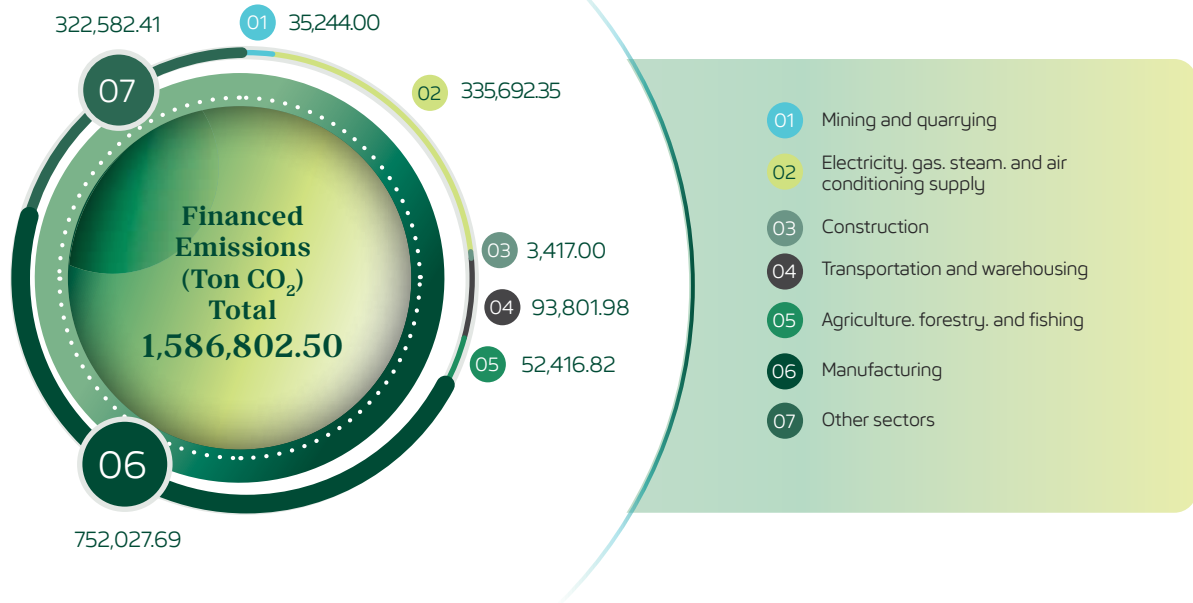 322,582.41
01 35,244.00
07
02 335,692.35
03 3,417.00
04 93,801.98
05 52,416.82
06
752,027.69
Financed
Emissions
(Ton CO₂)
Total
1,586,802.50
01 Mining and quarrying
02 Electricity. gas. steam. and air
conditioning supply
03 Construction
04 Transportation and warehousing
05 Agriculture. forestry. and fishing
06 Manufacturing
07 Other sectors